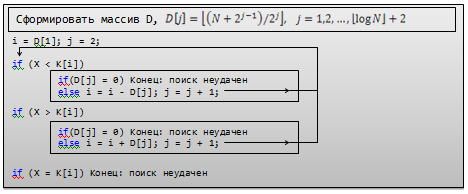 Сформировать массив D, D[j] = ⌊(N + 2^{j−1})/2^j⌋, j = 1,2, …, ⌊logN⌋ + 2
i = D[1]; j = 2;
if (X < K[i])
if(D[j] = 0) Конец: поиск неудачен
else i = i - D[j]; j = j + 1;
if (X > K[i])
if(D[j] = 0) Конец: поиск неудачен
else i = i + D[j]; j = j + 1;
if (X = K[i]) Конец: поиск неудачен